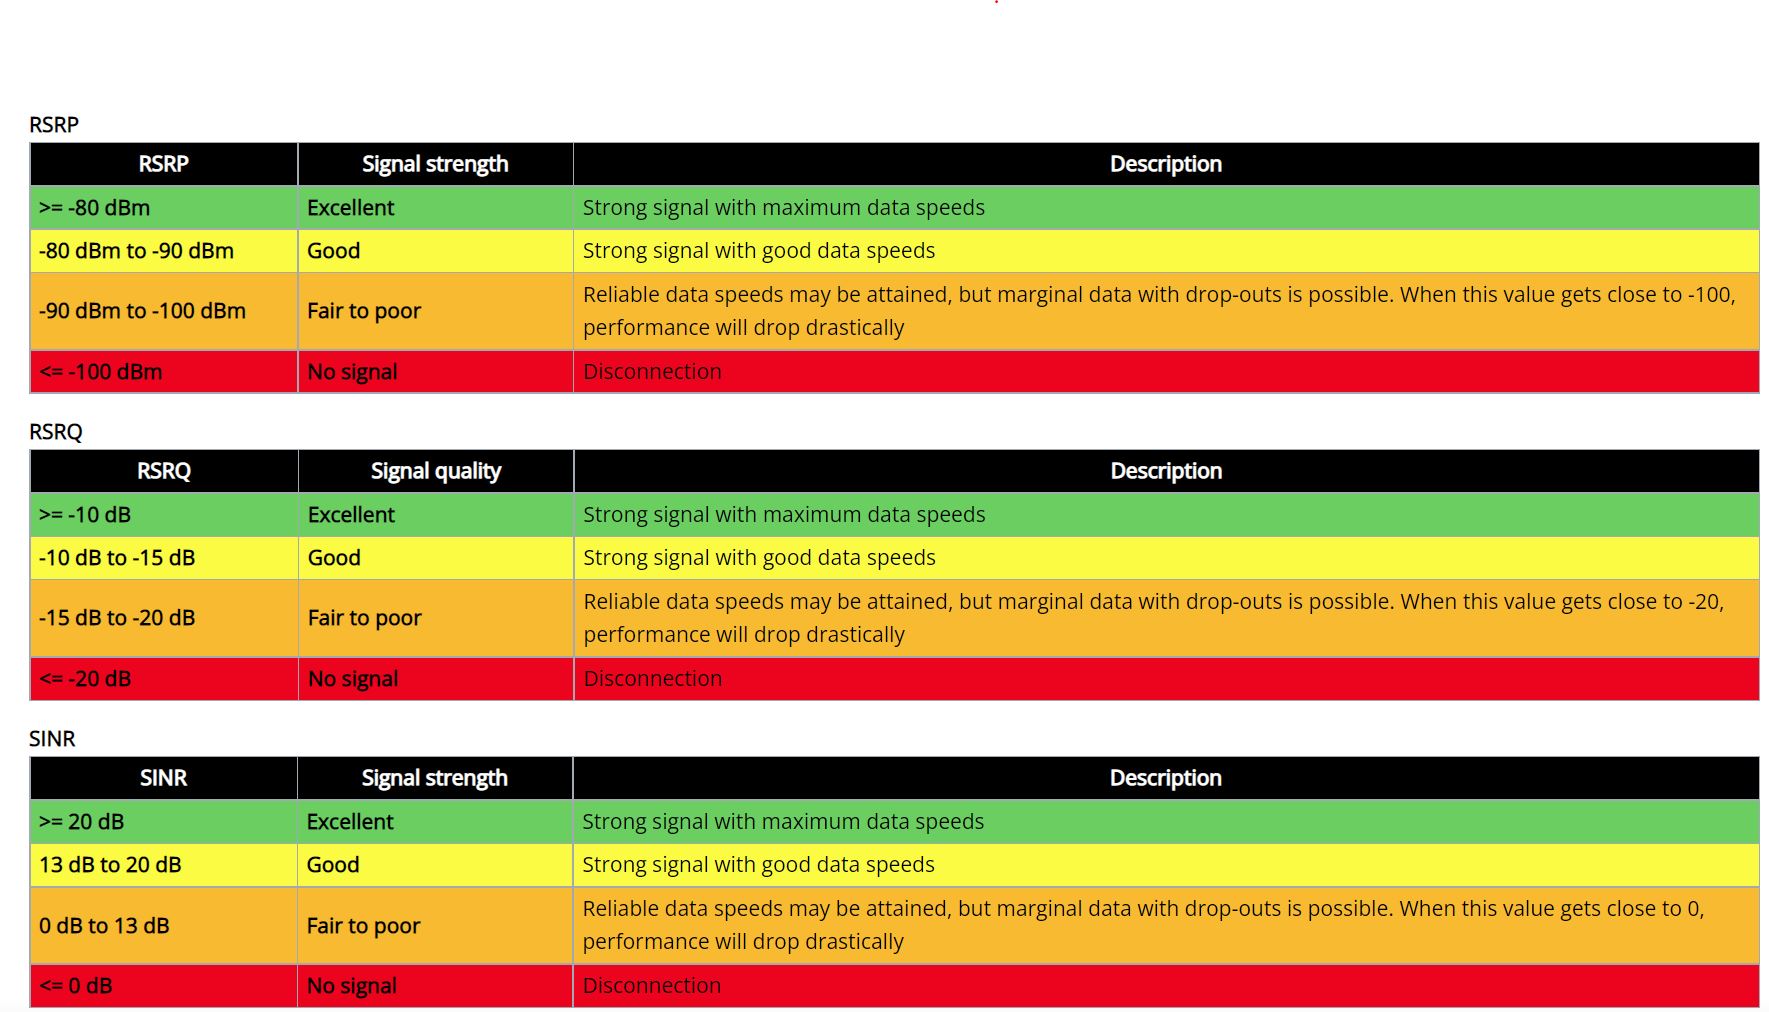 RSRP
RSRP Signal strength Description
>= -80 dBm Excellent Strong signal with maximum data speeds
-80 dBm to -90 dBm Good Strong signal with good data speeds
-90 dBm to -100 dBm Fair to poor Reliable data speeds may be attained, but marginal data with drop-outs is possible. When this value gets close to -100,
performance will drop drastically
<= -100 dBm No signal Disconnection
RSRQ
RSRQ Signal quality Description
>= -10 dB Excellent Strong signal with maximum data speeds
-10 dB to -15 dB Good Strong signal with good data speeds
-15 dB to -20 dB Fair to poor Reliable data speeds may be attained, but marginal data with drop-outs is possible. When this value gets close to -20,
performance will drop drastically
<= -20 dB No signal Disconnection
SINR
SINR Signal strength Description
>= 20 dB Excellent Strong signal with maximum data speeds
13 dB to 20 dB Good Strong signal with good data speeds
0 dB to 13 dB Fair to poor Reliable data speeds may be attained, but marginal data with drop-outs is possible. When this value gets close to 0,
performance will drop drastically
<= 0 dB No signal Disconnection